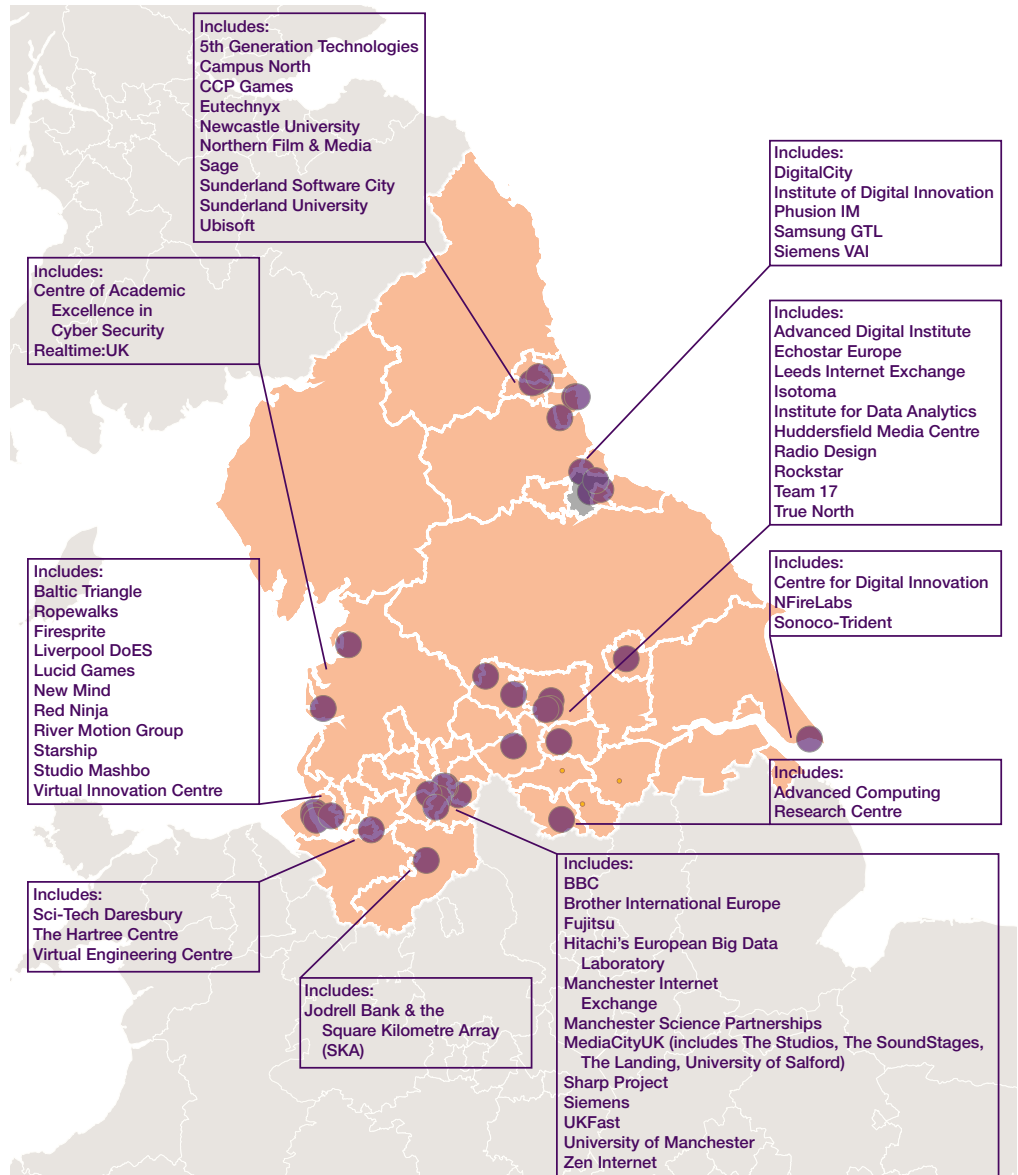 Includes:
5th Generation Technologies
Campus North
CCP Games
Eutechnyx
Newcastle University
Northern Film & Media
Sage
Sunderland Software City
Sunderland University
Ubisoft
Includes:
DigitalCity
Institute of Digital Innovation
Phusion IM
Samsung GTL
Siemens VAI
Includes:
Centre of Academic
Excellence in
Cyber Security
Realtime:UK
Includes:
Advanced Digital Institute
Echostar Europe
Leeds Internet Exchange
Isotoma
Institute for Data Analytics
Huddersfield Media Centre
Radio Design
Rockstar
Team 17
True North
Includes:
Centre for Digital Innovation
NFireLabs
Sonoco-Trident
Includes:
Baltic Triangle
Ropewalks
Firesprite
Liverpool DoES
Lucid Games
New Mind
Red Ninja
River Motion Group
Starship
Studio Mashbo
Virtual Innovation Centre
Includes:
Advanced Computing
Research Centre
Includes:
Sci-Tech Daresbury
The Hartree Centre
Virtual Engineering Centre
Includes:
Jodrell Bank & the
Square Kilometre Array
(SKA)
Includes:
BBC
Brother International Europe
Fujitsu
Hitachi's European Big Data
Laboratory
Manchester Internet
Exchange
Manchester Science Partnerships
MediaCityUK (includes The Studios, The SoundStages,
The Landing, University of Salford)
Sharp Project
Siemens
UKFast
University of Manchester
Zen Internet